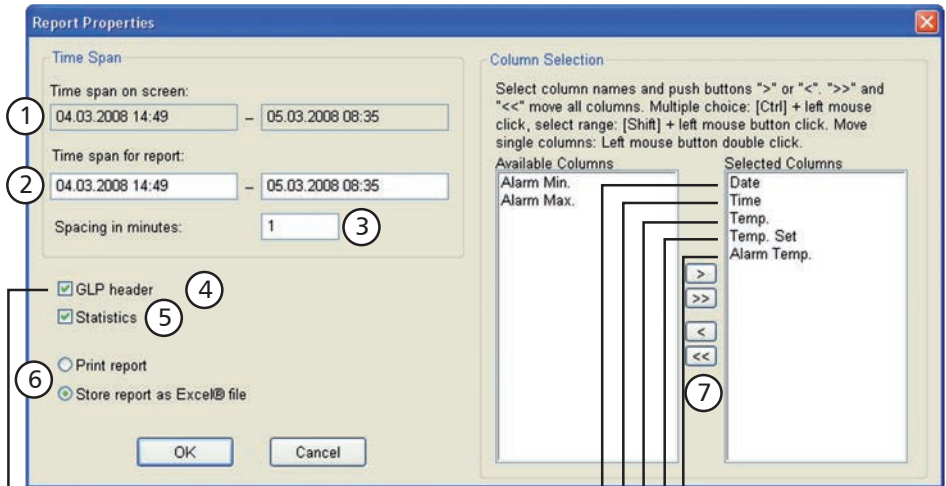 Report Properties
Time Span
Time span on screen:
1 04.03.2008 14:49 – 05.03.2008 08:35
Time span for report:
2 04.03.2008 14:49 – 05.03.2008 08:35
Spacing in minutes: 1 3
GLP header 4
Statistics 5
6 Print report
Store report as Excel® file
OK Cancel
Column Selection
Select column names and push buttons ">" or "<". ">>" and
"<<" move all columns. Multiple choice: [Ctrl] + left mouse
click, select range: [Shift] + left mouse button click. Move
single columns: Left mouse button double click.
Available Columns
Alarm Min.
Alarm Max.
>
>>
<
<<
7
Selected Columns
Date
Time
Temp.
Temp. Set
Alarm Temp.